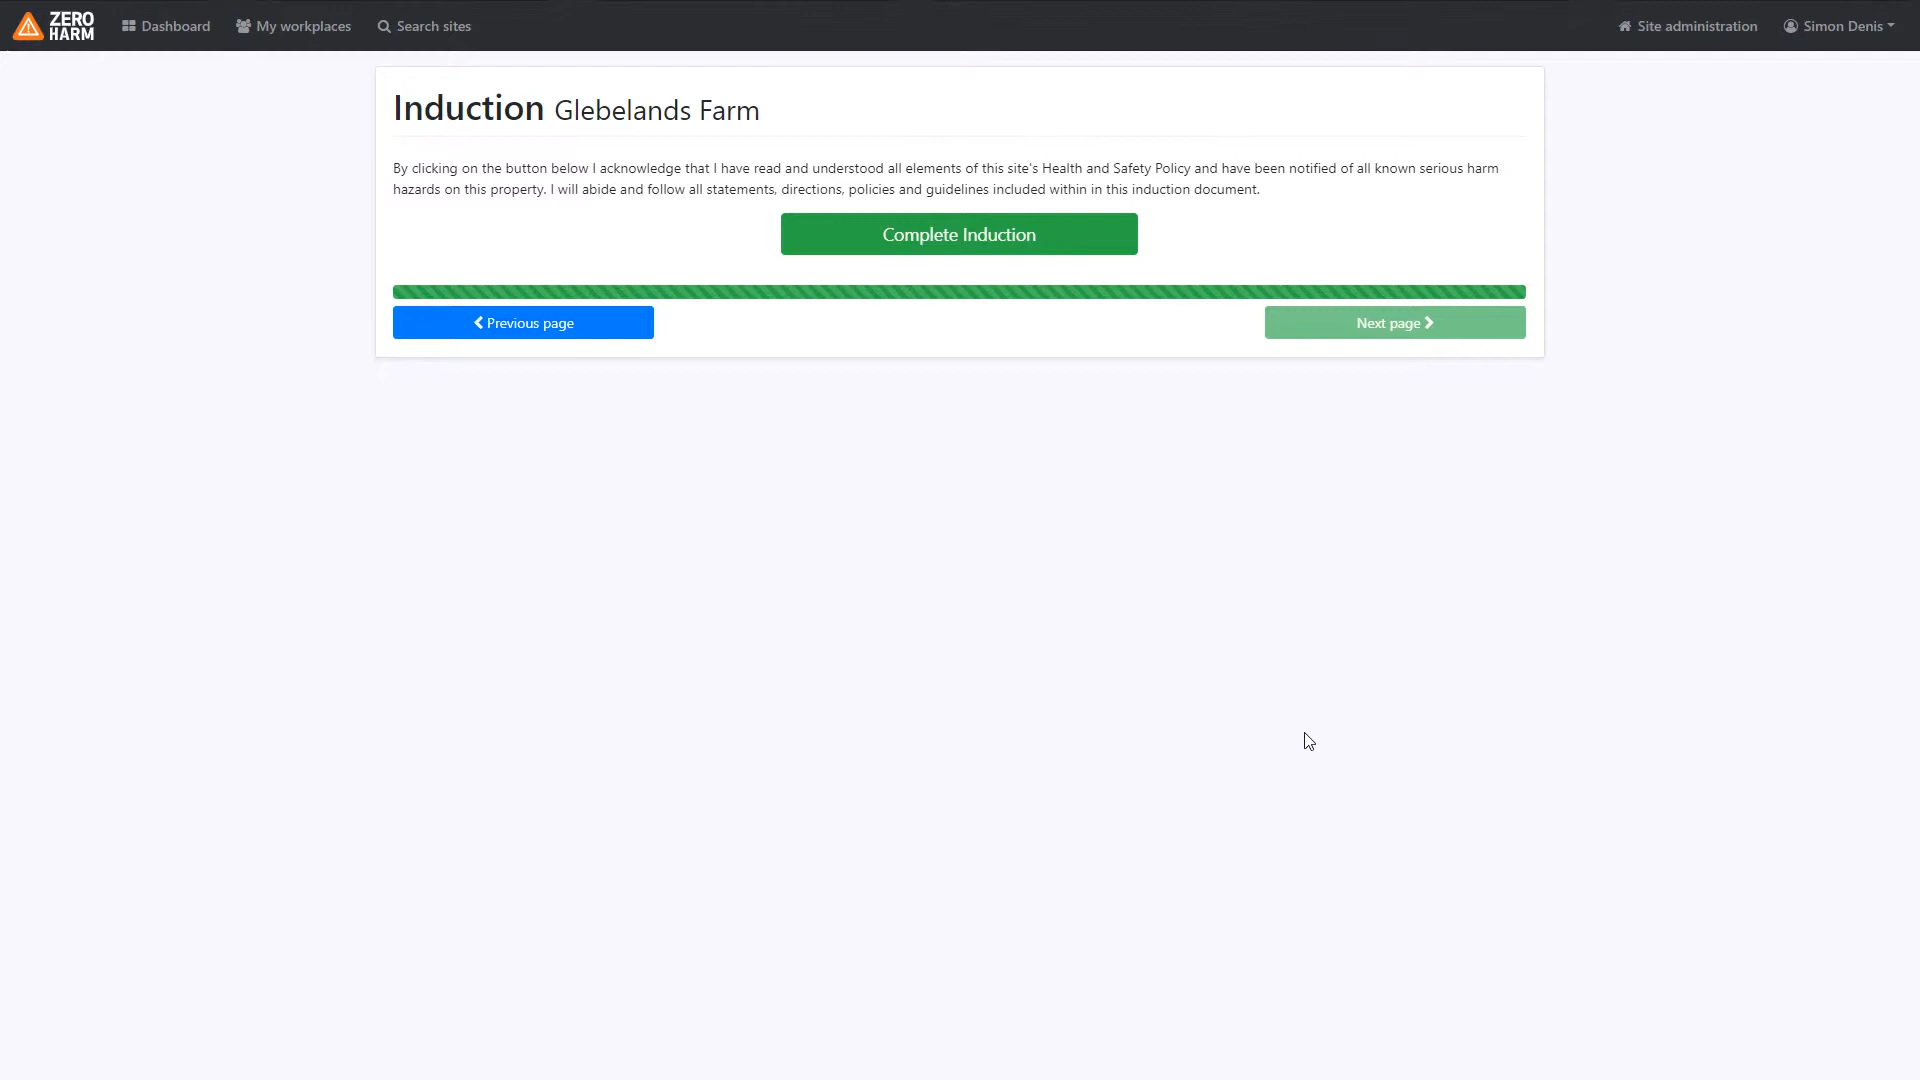 ZERO HARM Dashboard My workplaces Search sites Site administration Simon Denis
Induction Glebelands Farm
By clicking on the button below I acknowledge that I have read and understood all elements of this site's Health and Safety Policy and have been notified of all known serious harm
hazards on this property. I will abide and follow all statements, directions, policies and guidelines included within in this induction document.
Complete Induction
Previous page Next page